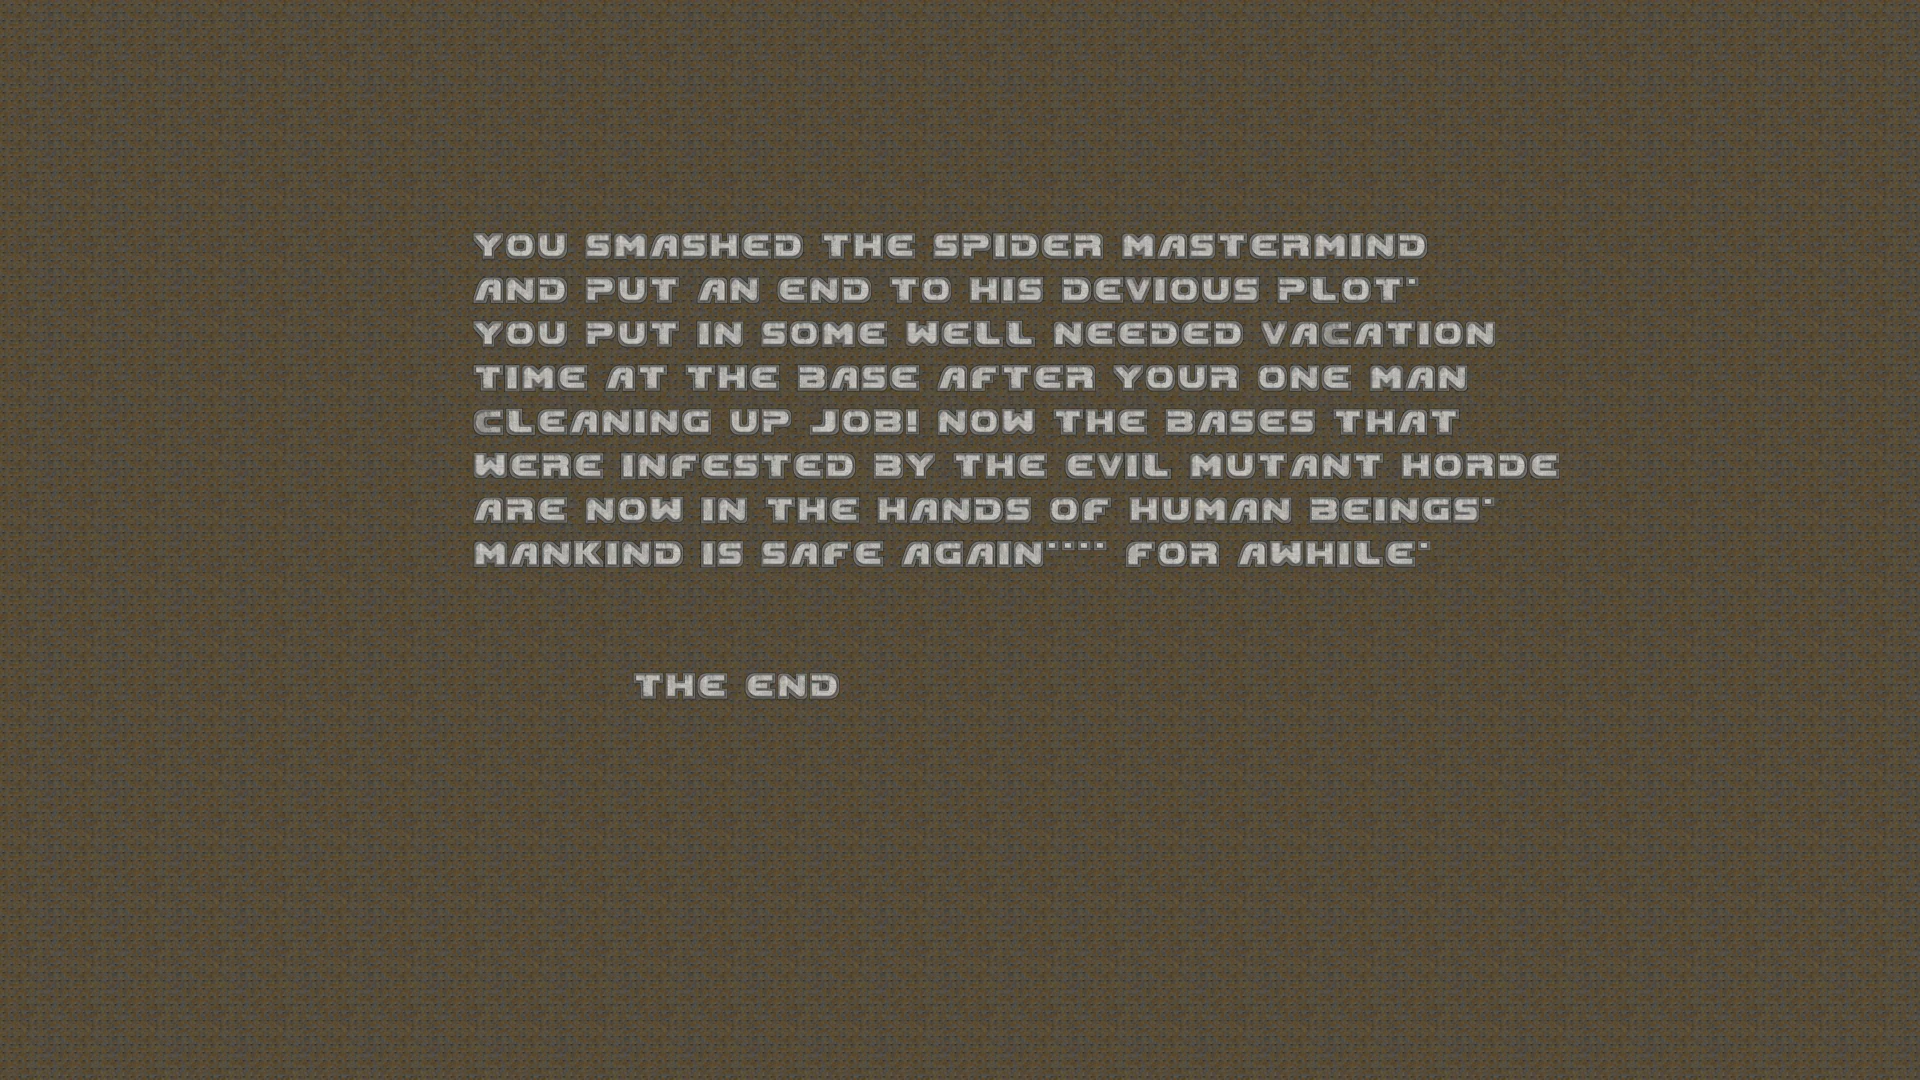 YOU SMASHED THE SPIDER MASTERMIND
AND PUT AN END TO HIS DEVIOUS PLOT.
YOU PUT IN SOME WELL NEEDED VACATION
TIME AT THE BASE AFTER YOUR ONE MAN
CLEANING UP JOB! NOW THE BASES THAT
WERE INFESTED BY THE EVIL MUTANT HORDE
ARE NOW IN THE HANDS OF HUMAN BEINGS.
MANKIND IS SAFE AGAIN.... FOR AWHILE.
THE END